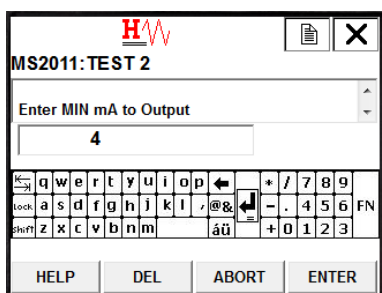 H
MS2011:TEST 2
Enter MIN mA to Output
4
q w e r t y u i o p * / 7 8 9
Lock a s d f g h j k l , @& - . 4 5 6 FN
Shift z x c v b n m áü + 0 1 2 3
HELP DEL ABORT ENTER